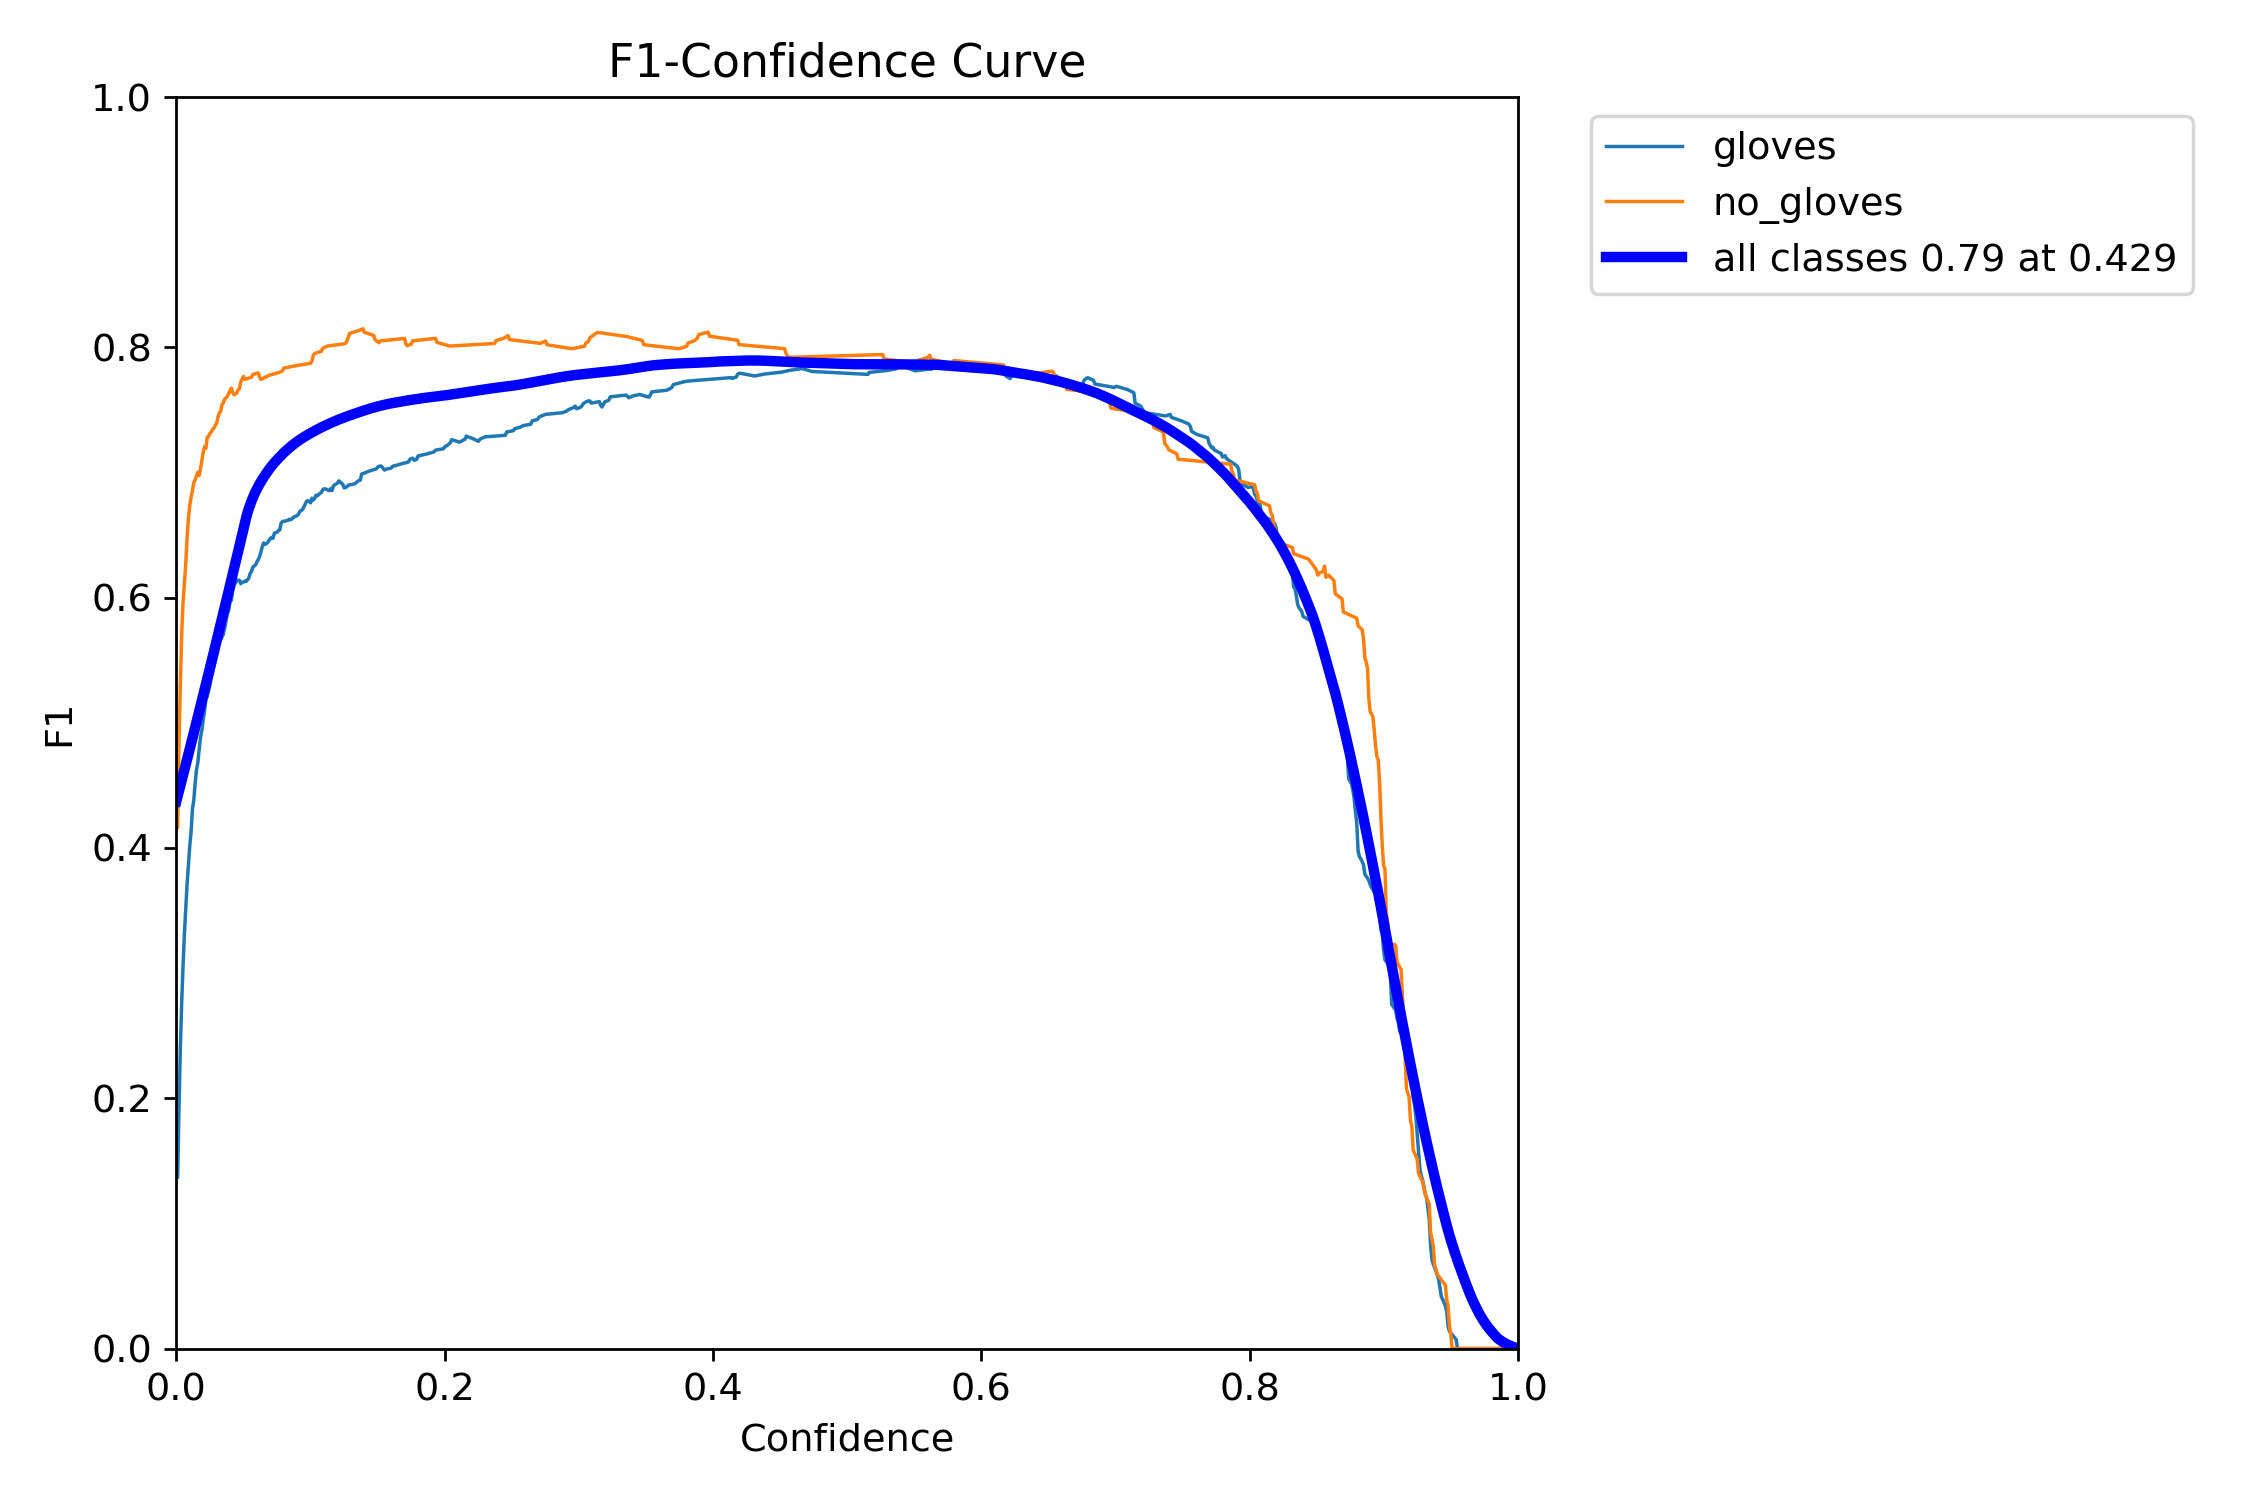 F1-Confidence Curve
1.0
0.8
0.6
0.4
0.2
0.0
F1
0.0 0.2 0.4 0.6 0.8 1.0
Confidence
gloves
no_gloves
all classes 0.79 at 0.429